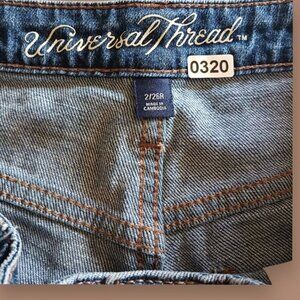 Universal Thread™
0320
2/26R
MADE IN
CAMBODIA